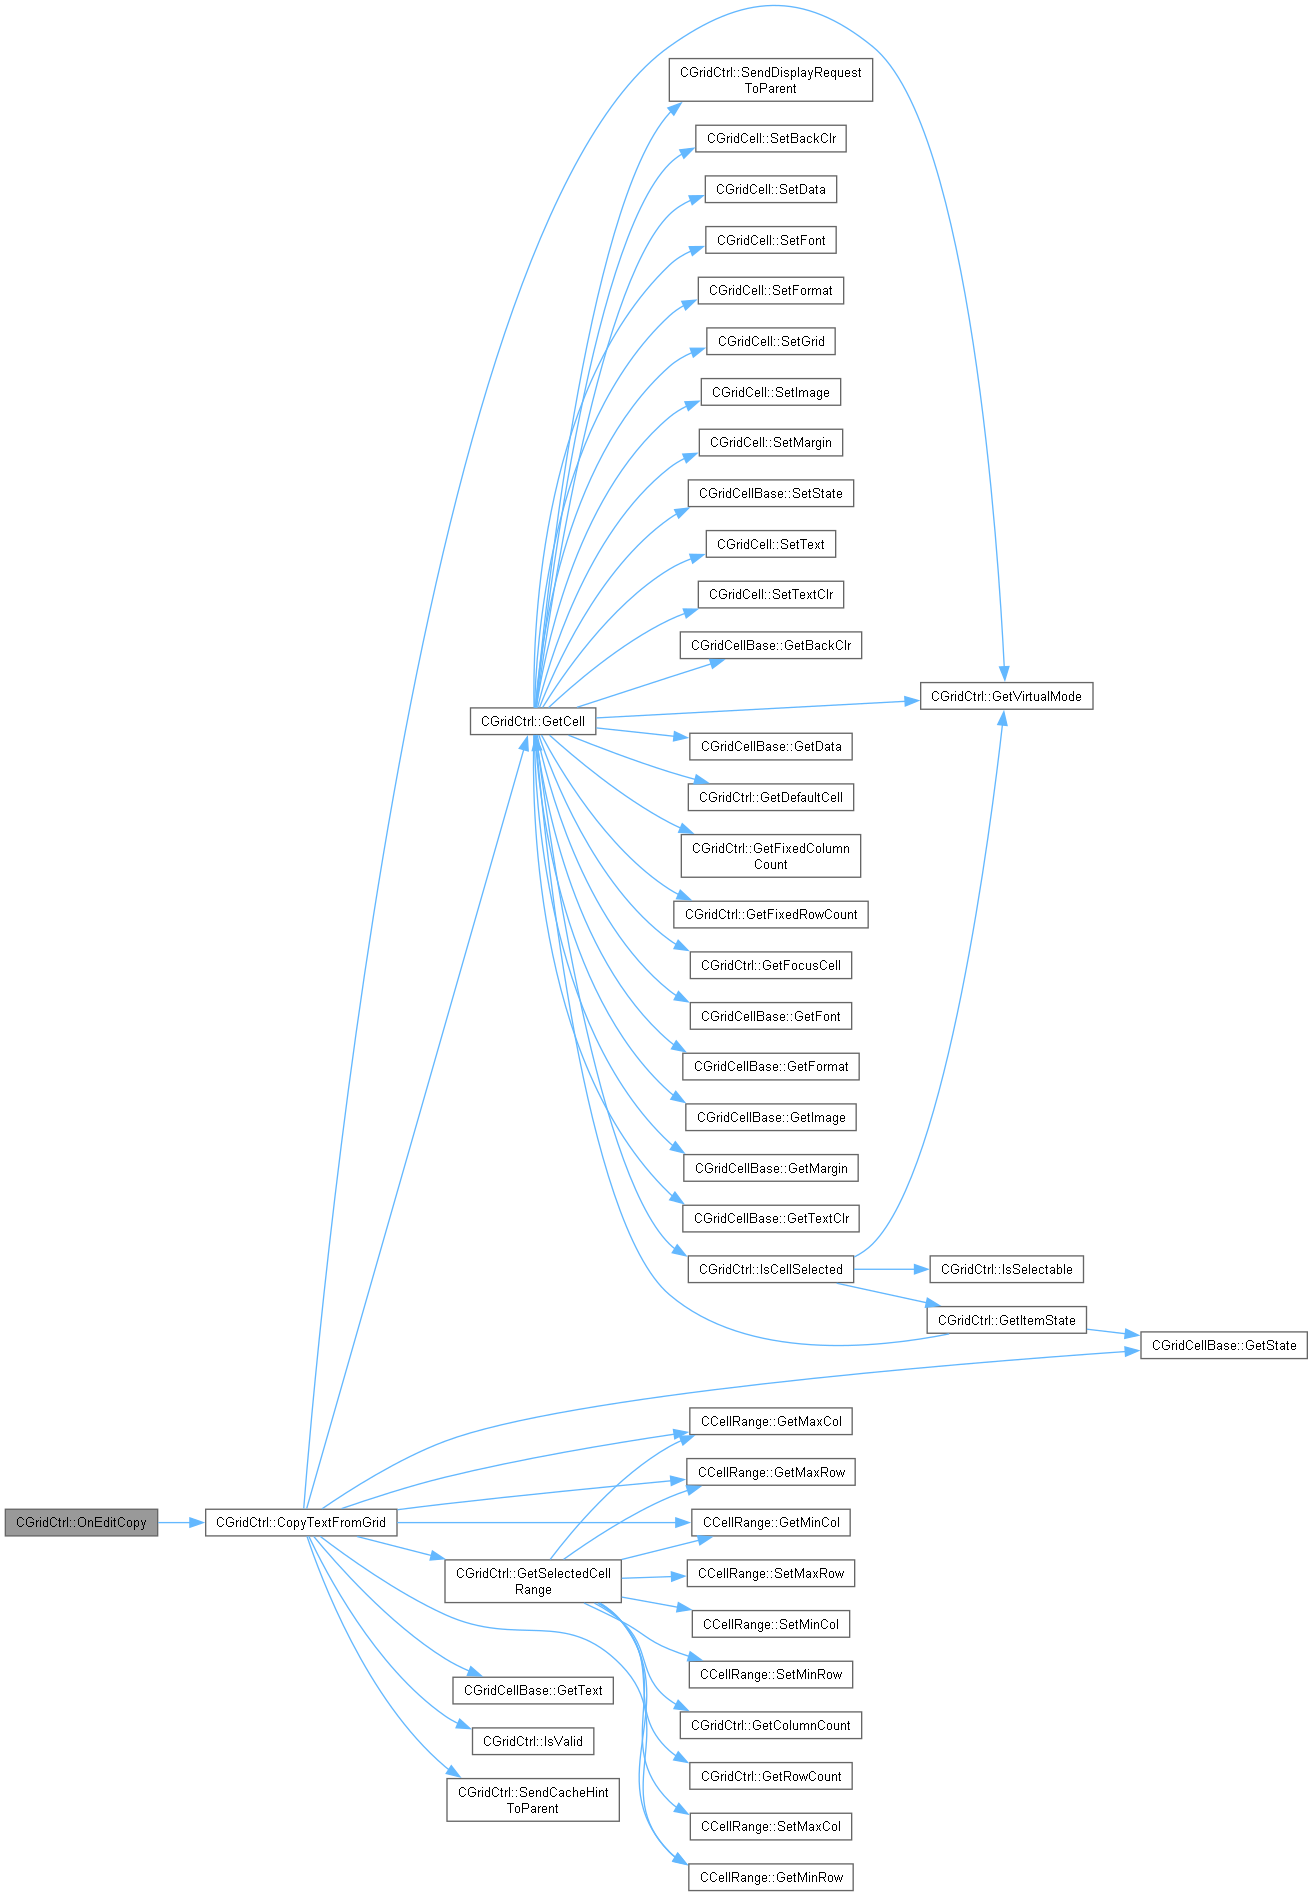 CGridCtrl::SendDisplayRequest
ToParent
CGridCell::SetBackClr
CGridCell::SetData
CGridCell::SetFont
CGridCell::SetFormat
CGridCell::SetGrid
CGridCell::SetImage
CGridCell::SetMargin
CGridCellBase::SetState
CGridCell::SetText
CGridCell::SetTextClr
CGridCellBase::GetBackClr
CGridCtrl::GetVirtualMode
CGridCtrl::GetCell
CGridCellBase::GetData
CGridCtrl::GetDefaultCell
CGridCtrl::GetFixedColumn
Count
CGridCtrl::GetFixedRowCount
CGridCtrl::GetFocusCell
CGridCellBase::GetFont
CGridCellBase::GetFormat
CGridCellBase::GetImage
CGridCellBase::GetMargin
CGridCellBase::GetTextClr
CGridCtrl::IsCellSelected
CGridCtrl::IsSelectable
CGridCtrl::GetItemState
CGridCellBase::GetState
CCellRange::GetMaxCol
CCellRange::GetMaxRow
CGridCtrl::OnEditCopy
CGridCtrl::CopyTextFromGrid
CCellRange::GetMinCol
CGridCtrl::GetSelectedCell
Range
CCellRange::SetMaxRow
CCellRange::SetMinCol
CCellRange::SetMinRow
CGridCellBase::GetText
CGridCtrl::GetColumnCount
CGridCtrl::IsValid
CGridCtrl::GetRowCount
CGridCtrl::SendCacheHint
ToParent
CCellRange::SetMaxCol
CCellRange::GetMinRow